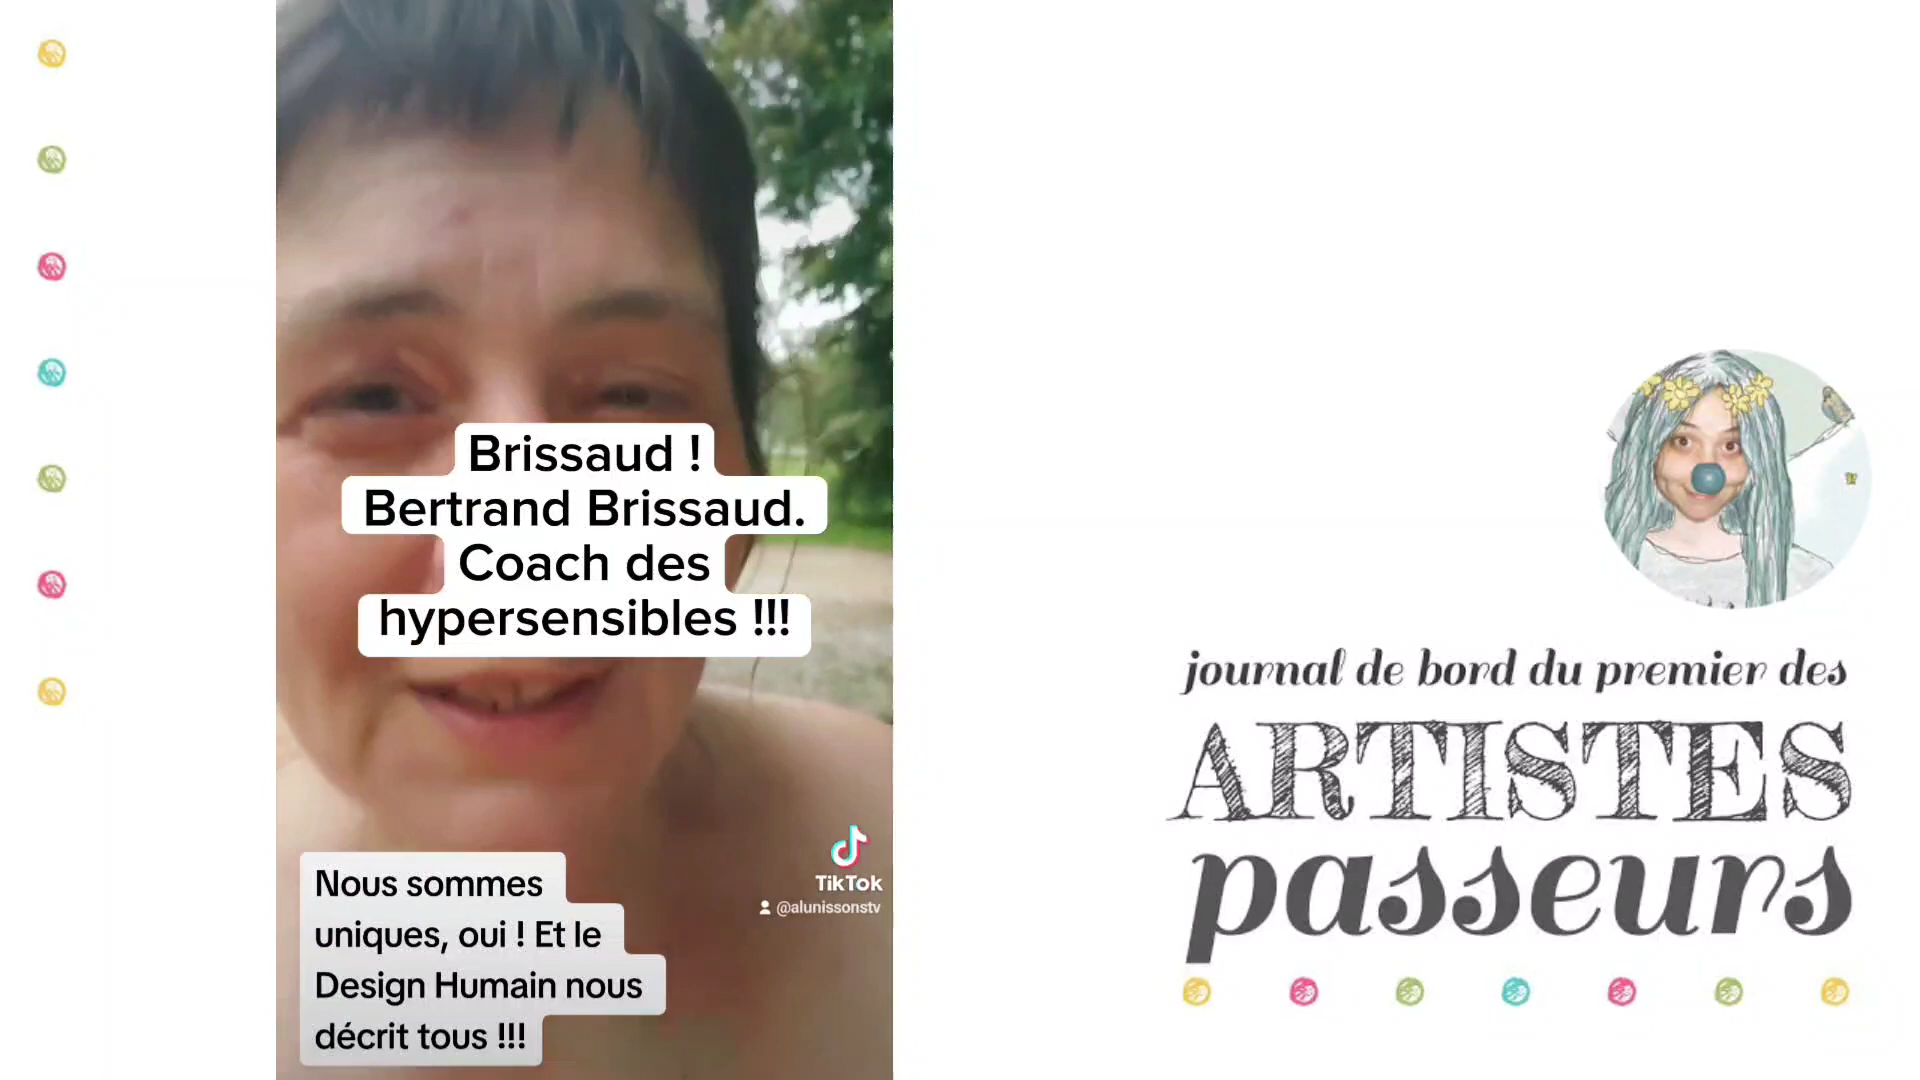 Brissaud !
Bertrand Brissaud.
Coach des
hypersensibles !!!
Nous sommes
uniques, oui ! Et le
Design Humain nous
décrit tous !!!
TikTok
@alunissonstv
journal de bord du premier des
ARTISTES
passeurs